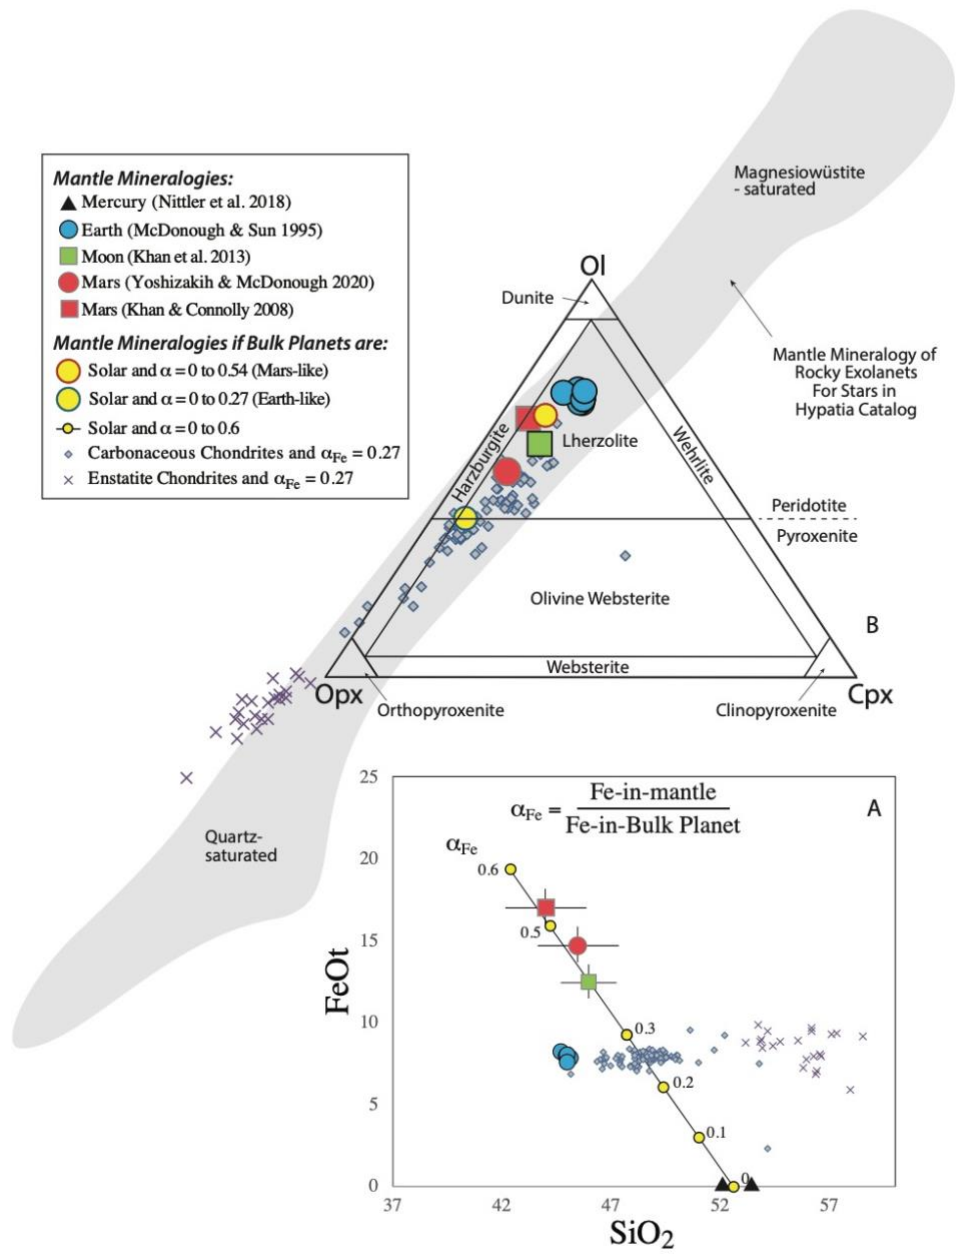 Magnesiowüstite
- saturated
Mantle Mineralogies:
Mercury (Nittler et al. 2018)
Earth (McDonough & Sun 1995)
Moon (Khan et al. 2013)
Mars (Yoshizakih & McDonough 2020)
Mars (Khan & Connolly 2008)
Mantle Mineralogies if Bulk Planets are:
Solar and α = 0 to 0.54 (Mars-like)
Solar and α = 0 to 0.27 (Earth-like)
Solar and α = 0 to 0.6
Carbonaceous Chondrites and αFe = 0.27
Enstatite Chondrites and αFe = 0.27
Ol
Dunite
Mantle Mineralogy of
Rocky Exolanets
For Stars in
Hypatia Catalog
Harzburgite
Lherzolite
Wehrlite
Peridotite
Pyroxenite
Olivine Websterite
B
Websterite
Opx
Cpx
Orthopyroxenite
Clinopyroxenite
Quartz-
saturated
A
αFe = Fe-in-mantle
Fe-in-Bulk Planet
αFe
0.6
0.5
0.3
0.2
0.1
0
25
20
15
10
5
0
FeOt
37
42
47
52
57
SiO2